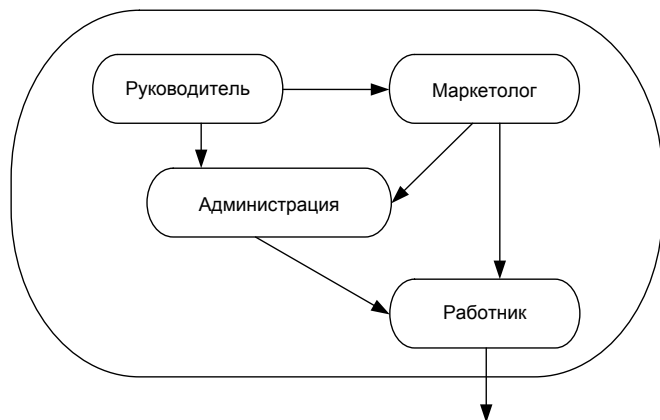 Руководитель
Маркетолог
Администрация
Работник